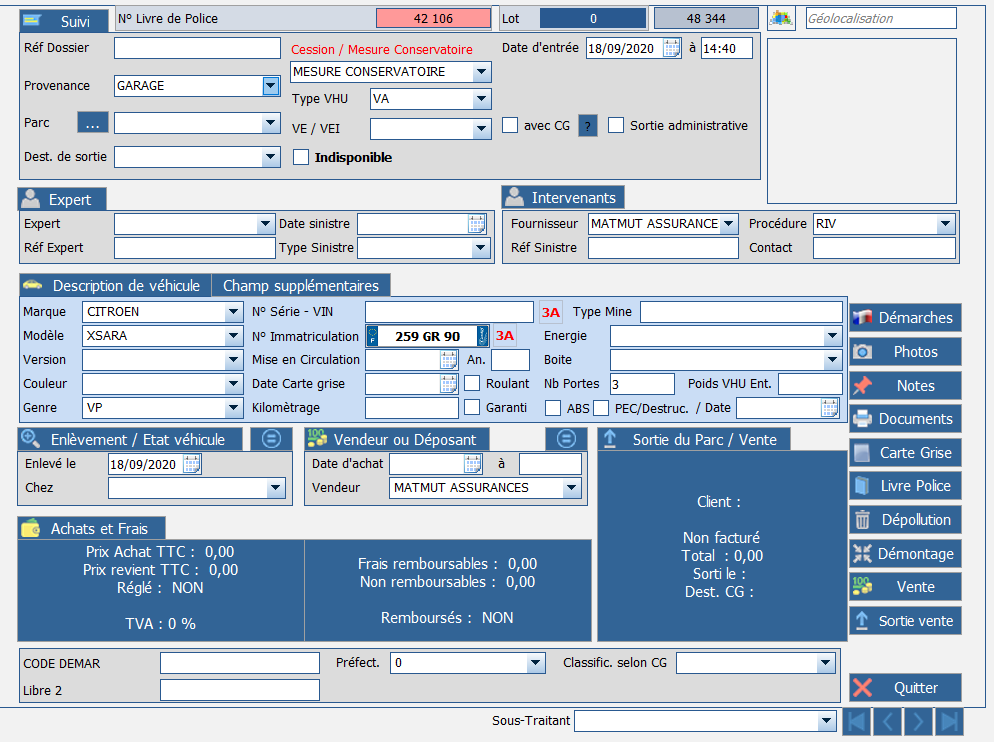 Suivi N° Livre de Police 42 106 Lot 0 48 344 Géolocalisation
Réf Dossier Cession / Mesure Conservatoire Date d'entrée 18/09/2020 à 14:40
MESURE CONSERVATOIRE
Provenance GARAGE Type VHU VA
Parc ... VE / VEI avec CG ? Sortie administrative
Dest. de sortie Indisponible
Expert Intervenants
Expert Date sinistre Fournisseur MATMUT ASSURANCE Procédure RIV
Réf Expert Type Sinistre Réf Sinistre Contact
Description de véhicule Champ supplémentaires
Marque CITROEN N° Série - VIN 3A Type Mine
Modèle XSARA N° Immatriculation F 259 GR 90 3A Energie
Version Mise en Circulation An. Boite
Couleur Date Carte grise Roulant Nb Portes 3 Poids VHU Ent.
Genre VP Kilomètrage Garanti ABS PEC/Destruc. / Date
Démarches
Photos
Notes
Documents
Carte Grise
Livre Police
Dépollution
Démontage
100 Vente
Sortie vente
Quitter
Enlèvement / Etat véhicule 100 Vendeur ou Déposant Sortie du Parc / Vente
Enlevé le 18/09/2020 Date d'achat à
Chez Vendeur MATMUT ASSURANCES
Client :
Non facturé
Total : 0,00
Sorti le :
Dest. CG :
Achats et Frais
Prix Achat TTC : 0,00
Prix revient TTC : 0,00
Réglé : NON
TVA : 0 %
Frais remboursables : 0,00
Non remboursables : 0,00
Remboursés : NON
CODE DEMAR Préfect. 0 Classific. selon CG
Libre 2
Sous-Traitant